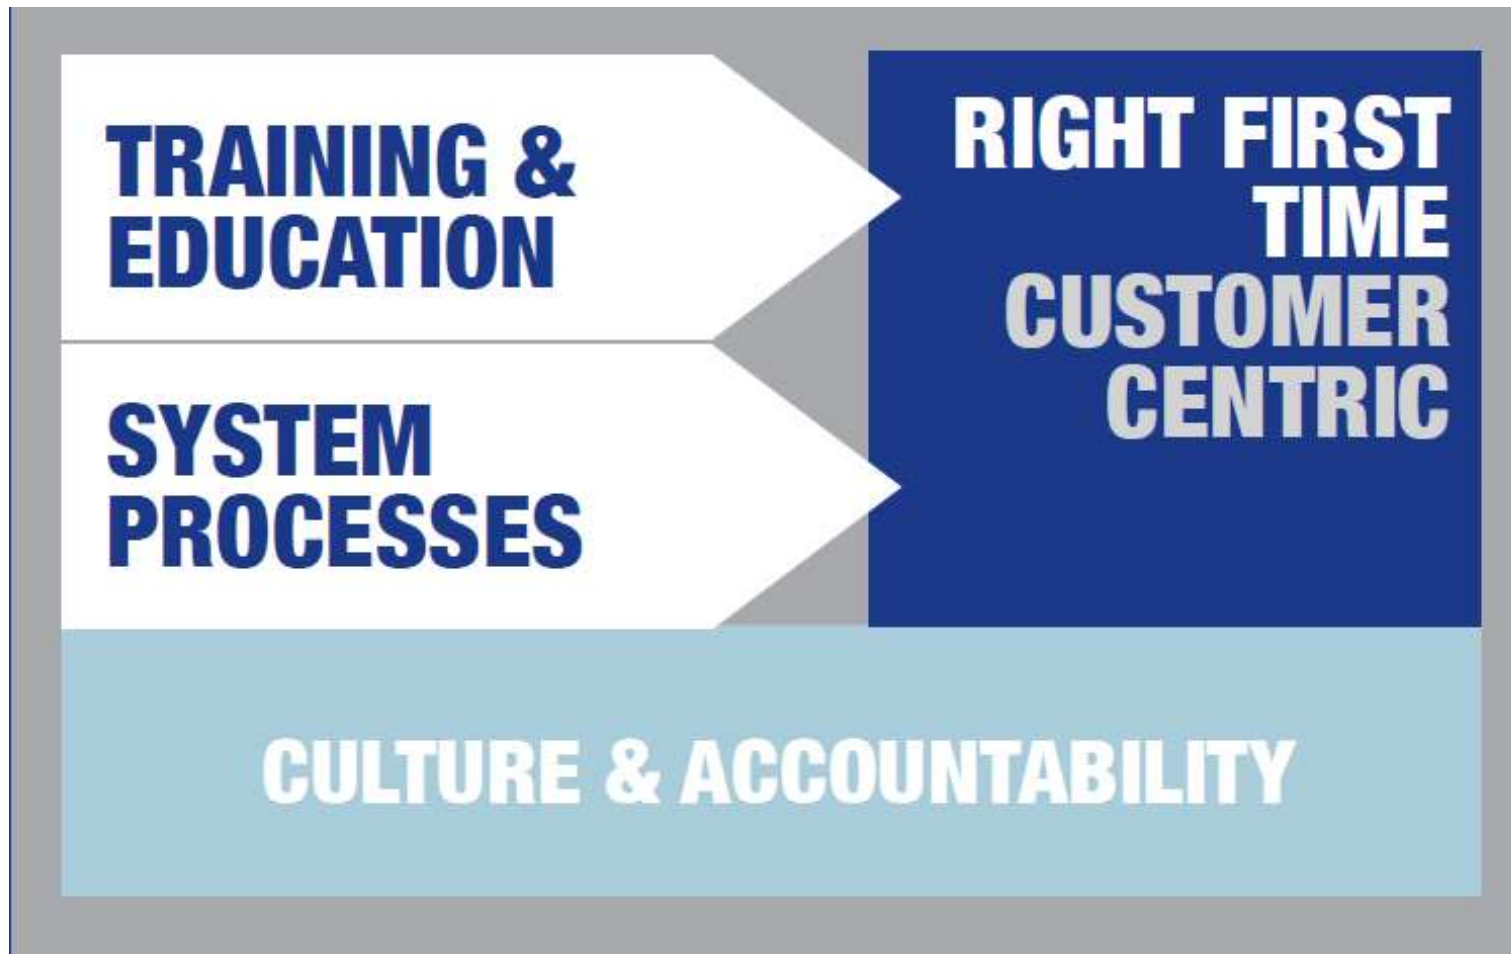 TRAINING &
EDUCATION
SYSTEM
PROCESSES
RIGHT FIRST
TIME
CUSTOMER
CENTRIC
CULTURE & ACCOUNTABILITY